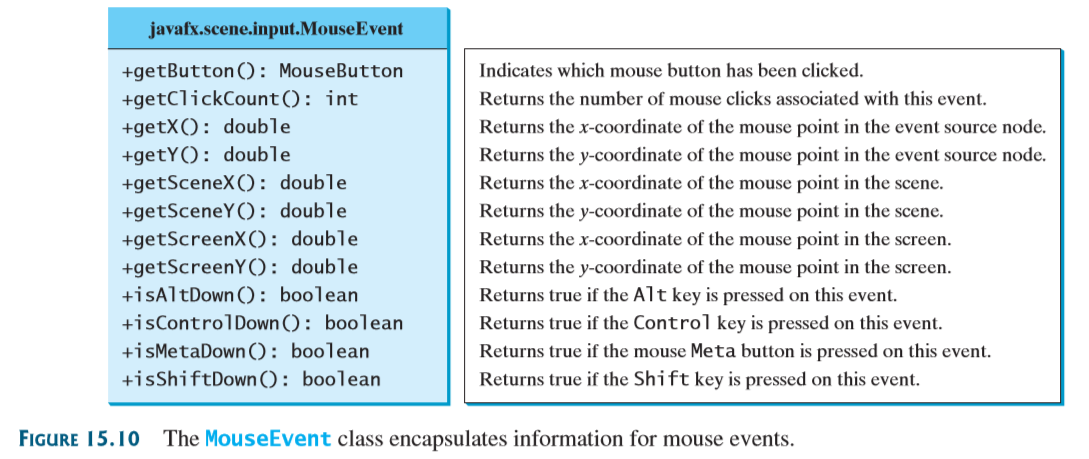 javafx.scene.input.MouseEvent
+getButton(): MouseButton Indicates which mouse button has been clicked.
+getClickCount(): int Returns the number of mouse clicks associated with this event.
+getX(): double Returns the x-coordinate of the mouse point in the event source node.
+getY(): double Returns the y-coordinate of the mouse point in the event source node.
+getSceneX(): double Returns the x-coordinate of the mouse point in the scene.
+getSceneY(): double Returns the y-coordinate of the mouse point in the scene.
+getScreenX(): double Returns the x-coordinate of the mouse point in the screen.
+getScreenY(): double Returns the y-coordinate of the mouse point in the screen.
+isAltDown(): boolean Returns true if the Alt key is pressed on this event.
+isControlDown(): boolean Returns true if the Control key is pressed on this event.
+isMetaDown(): boolean Returns true if the mouse Meta button is pressed on this event.
+isShiftDown(): boolean Returns true if the Shift key is pressed on this event.
FIGURE 15.10 The MouseEvent class encapsulates information for mouse events.